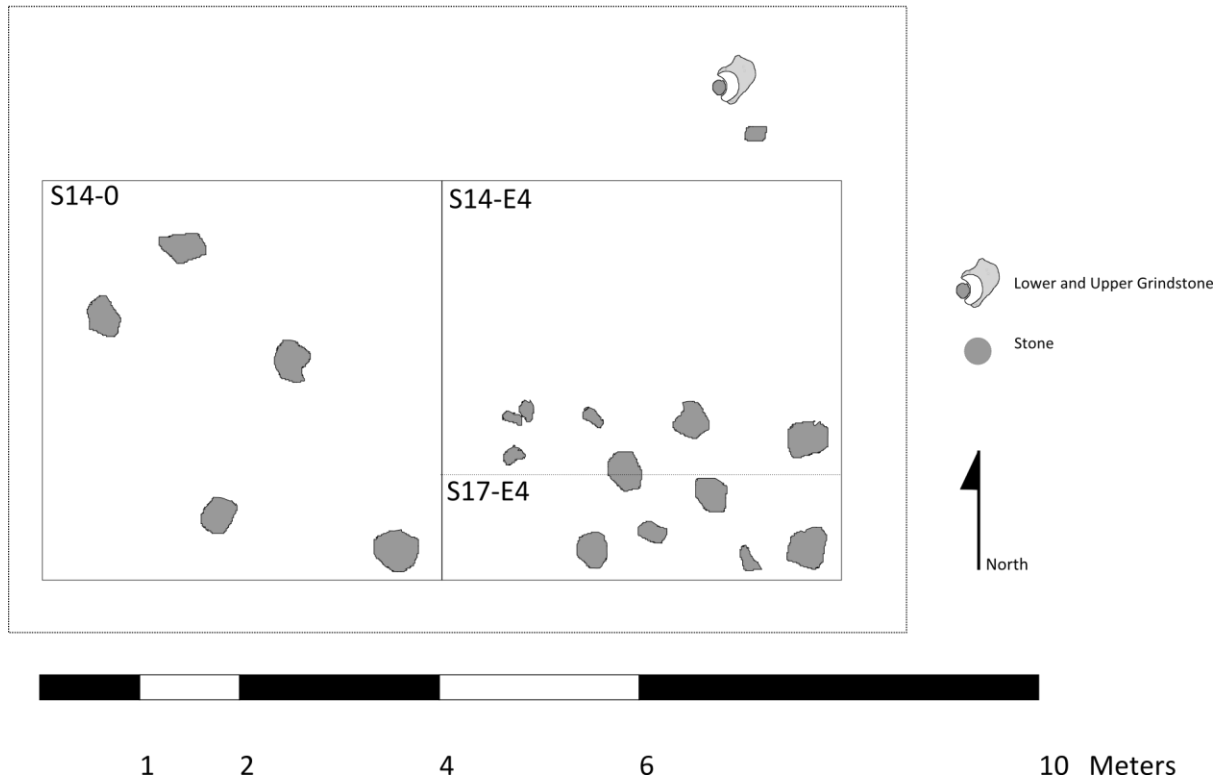 S14-0
S14-E4
S17-E4
Lower and Upper Grindstone
Stone
North
1 2 4 6 10 Meters